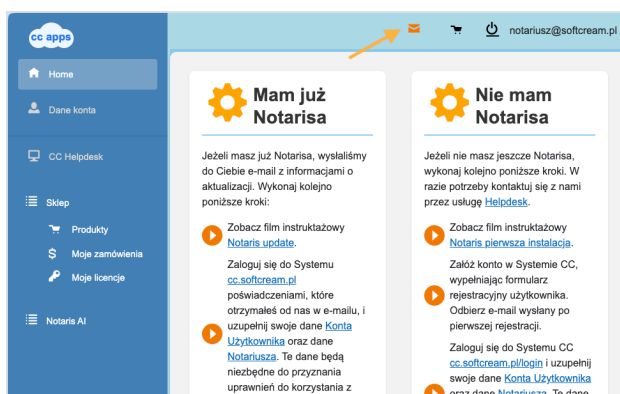 cc apps
notariusz@softcream.pl
Home
Dane konta
CC Helpdesk
Sklep
Produkty
Moje zamówienia
Moje licencje
Notaris AI
Mam już
Notarisa
Jeżeli masz już Notarisa, wysłaliśmy
do Ciebie e-mail z informacjami o
aktualizacji. Wykonaj kolejno
poniższe kroki:
Zobacz film instruktażowy
Notaris update.
Zaloguj się do Systemu
cc.softcream.pl
poświadczeniami, które
otrzymałeś od nas w e-mailu, i
uzupełnij swoje dane Konta
Użytkownika oraz dane
Notariusza. Te dane będą
niezbędne do przyznania
uprawnień do korzystania z
Nie mam
Notarisa
Jeżeli nie masz jeszcze Notarisa,
wykonaj kolejno poniższe kroki. W
razie potrzeby kontaktuj się z nami
przez usługę Helpdesk.
Zobacz film instruktażowy
Notaris pierwsza instalacja.
Załóż konto w Systemie CC,
wypełniając formularz
rejestracyjny użytkownika.
Odbierz e-mail wysłany po
pierwszej rejestracji.
Zaloguj się do Systemu CC
cc.softcream.pl/login i uzupełnij
swoje dane Konta Użytkownika
oraz dane Notariusza. Te dane